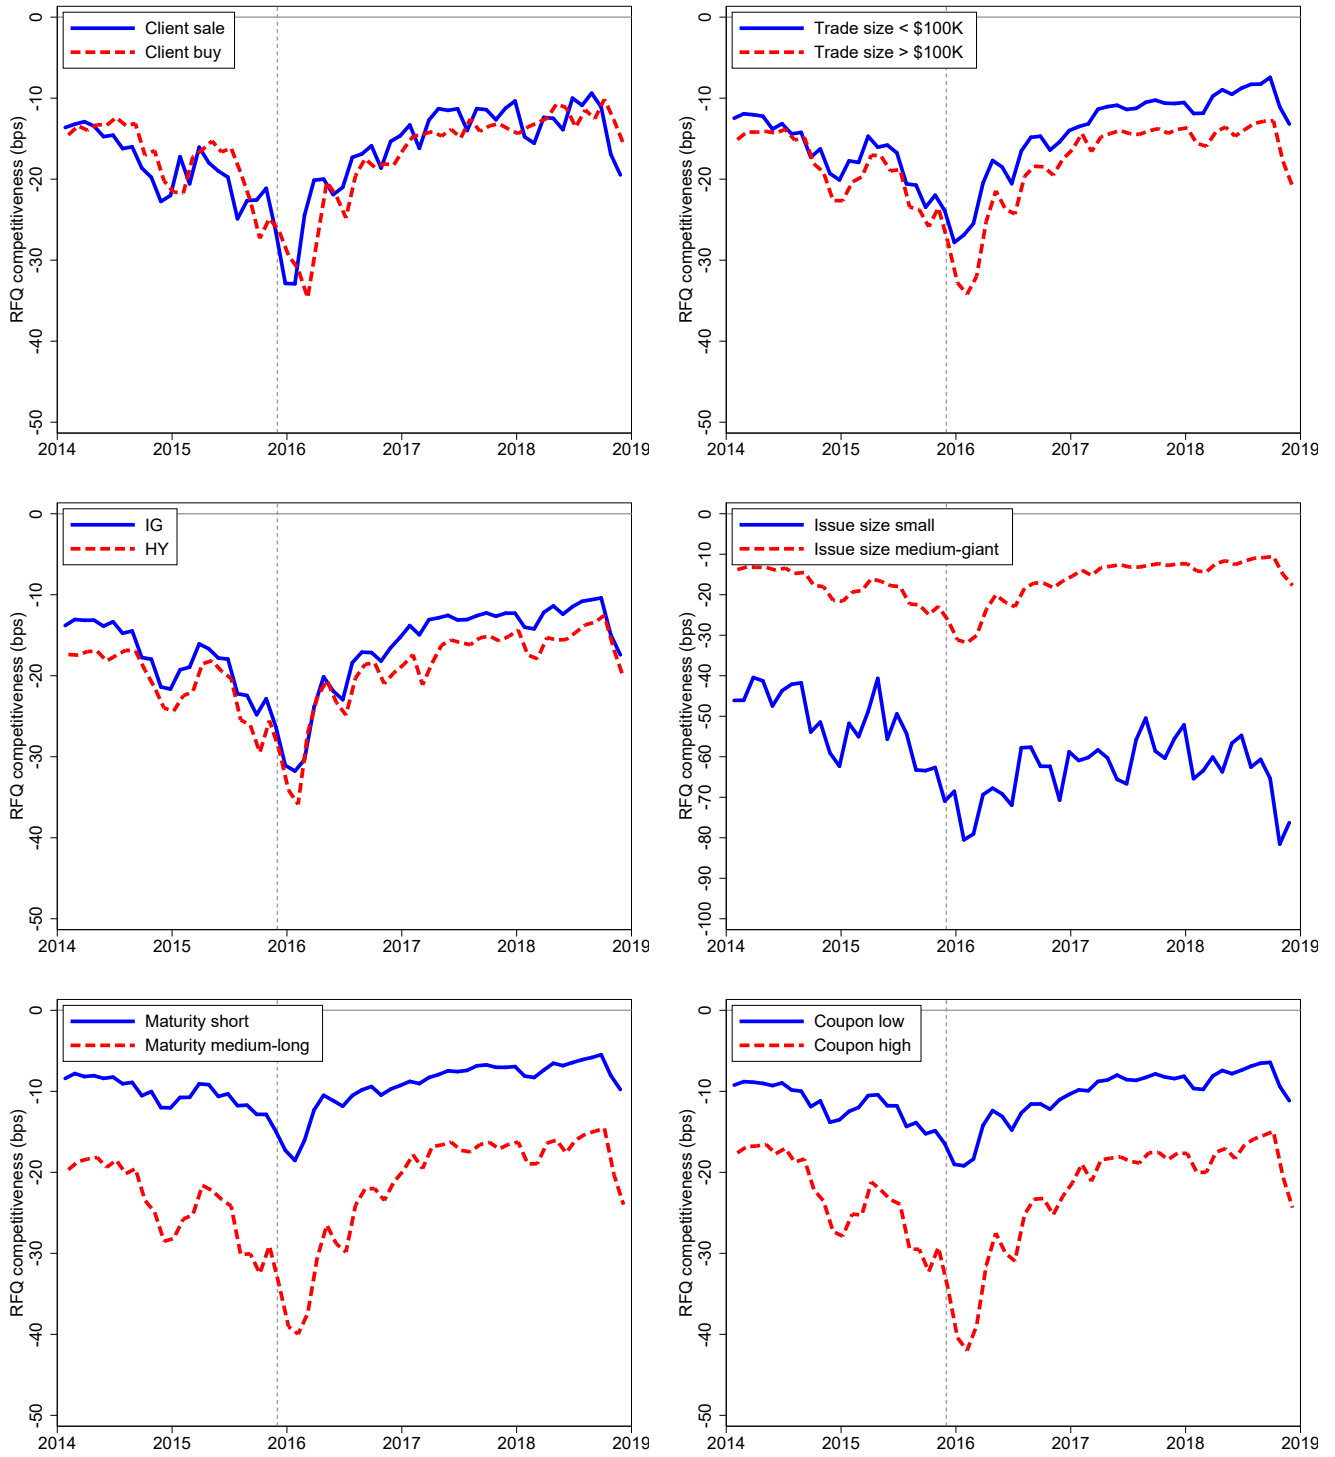 Client sale
Client buy
RFQ competitiveness (bps)
0
-10
-20
-30
-40
-50
2014 2015 2016 2017 2018 2019
Trade size < $100K
Trade size > $100K
RFQ competitiveness (bps)
0
-10
-20
-30
-40
-50
2014 2015 2016 2017 2018 2019
IG
HY
RFQ competitiveness (bps)
0
-10
-20
-30
-40
-50
2014 2015 2016 2017 2018 2019
Issue size small
Issue size medium-giant
RFQ competitiveness (bps)
0
-10
-20
-30
-40
-50
-60
-70
-80
-90
-100
2014 2015 2016 2017 2018 2019
Maturity short
Maturity medium-long
RFQ competitiveness (bps)
0
-10
-20
-30
-40
-50
2014 2015 2016 2017 2018 2019
Coupon low
Coupon high
RFQ competitiveness (bps)
0
-10
-20
-30
-40
-50
2014 2015 2016 2017 2018 2019